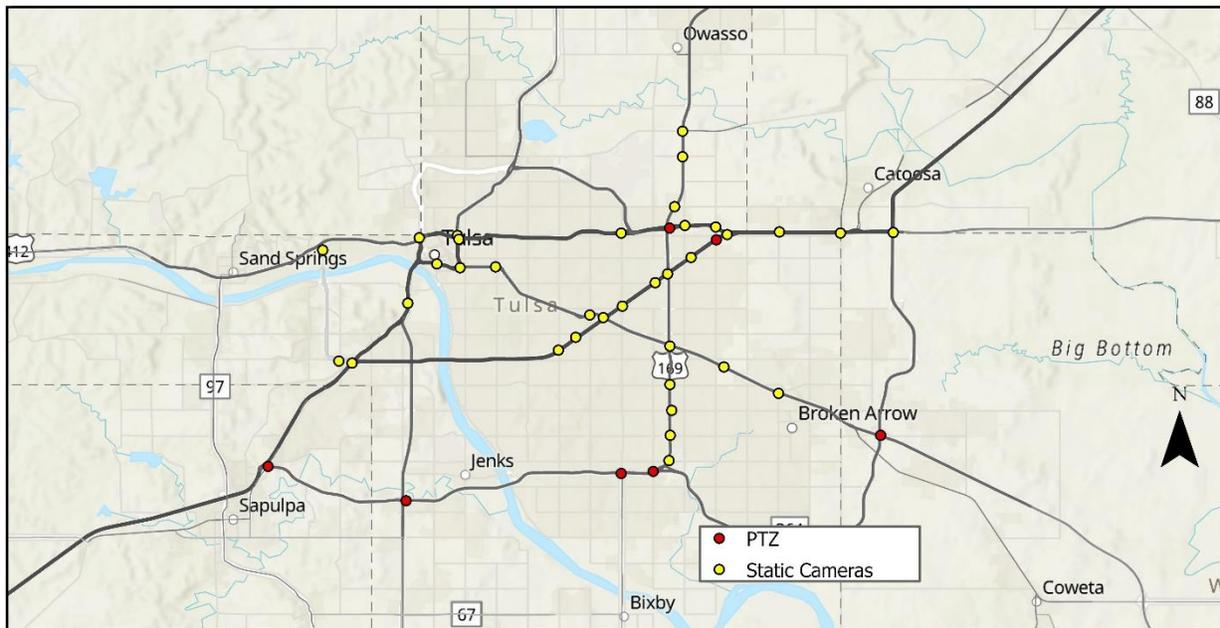 Owasso
88
Catoosa
412
Tulsa
Sand Springs
Tulsa
Big Bottom
169
97
N
Broken Arrow
Jenks
Sapulpa
PTZ
Static Cameras
Coweta
W
Bixby
67